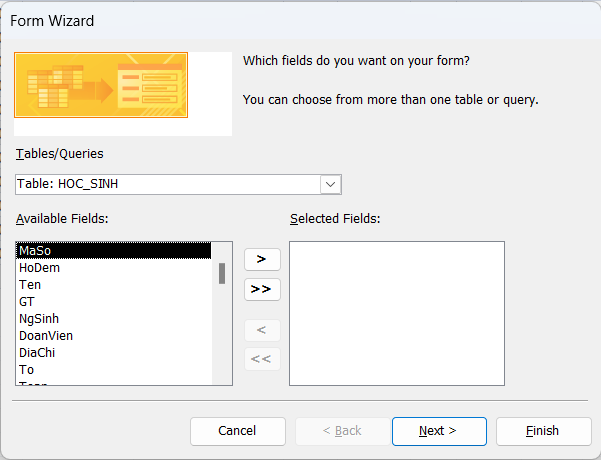 Form Wizard
Which fields do you want on your form?
You can choose from more than one table or query.
Tables/Queries
Table: HOC_SINH
Available Fields:
Selected Fields:
MaSo
HoDem
Ten
GT
NgSinh
DoanVien
DiaChi
To
>
>>
<
<<
Cancel
< Back
Next >
Finish